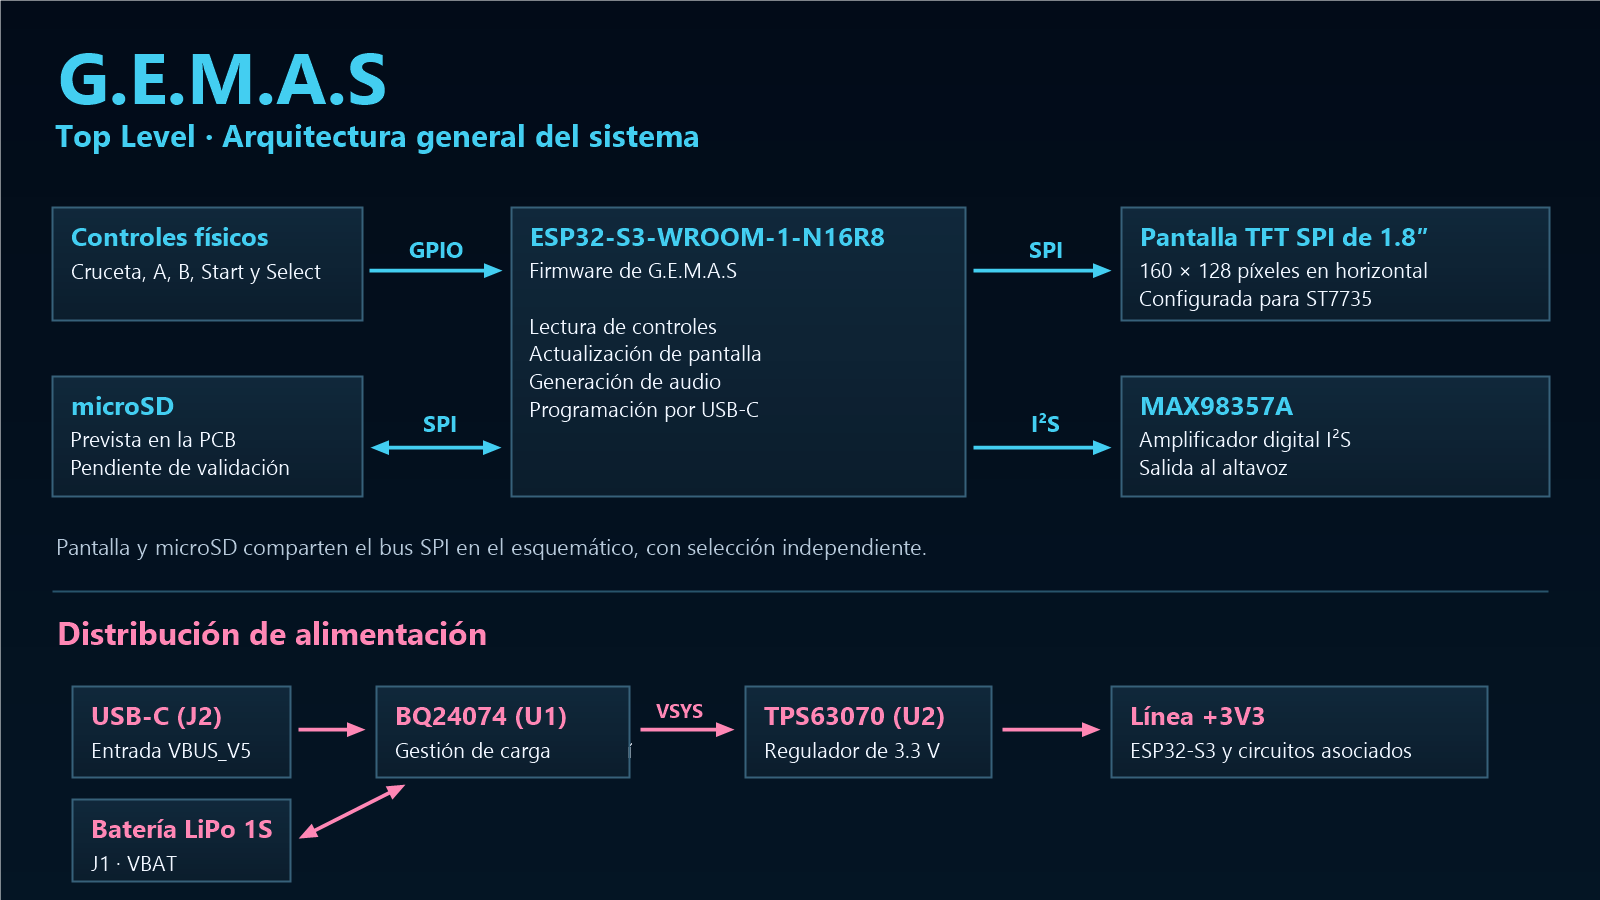 G.E.M.A.S
Top Level · Arquitectura general del sistema
Controles físicos
Cruceta, A, B, Start y Select
GPIO
ESP32-S3-WROOM-1-N16R8
Firmware de G.E.M.A.S
Lectura de controles
Actualización de pantalla
Generación de audio
Programación por USB-C
SPI
Pantalla TFT SPI de 1.8”
160 × 128 píxeles en horizontal
Configurada para ST7735
microSD
Prevista en la PCB
Pendiente de validación
SPI
I²S
MAX98357A
Amplificador digital I²S
Salida al altavoz
Pantalla y microSD comparten el bus SPI en el esquemático, con selección independiente.
Distribución de alimentación
USB-C (J2)
Entrada VBUS_V5
BQ24074 (U1)
Gestión de carga
VSYS
TPS63070 (U2)
Regulador de 3.3 V
Línea +3V3
ESP32-S3 y circuitos asociados
Batería LiPo 1S
J1 · VBAT